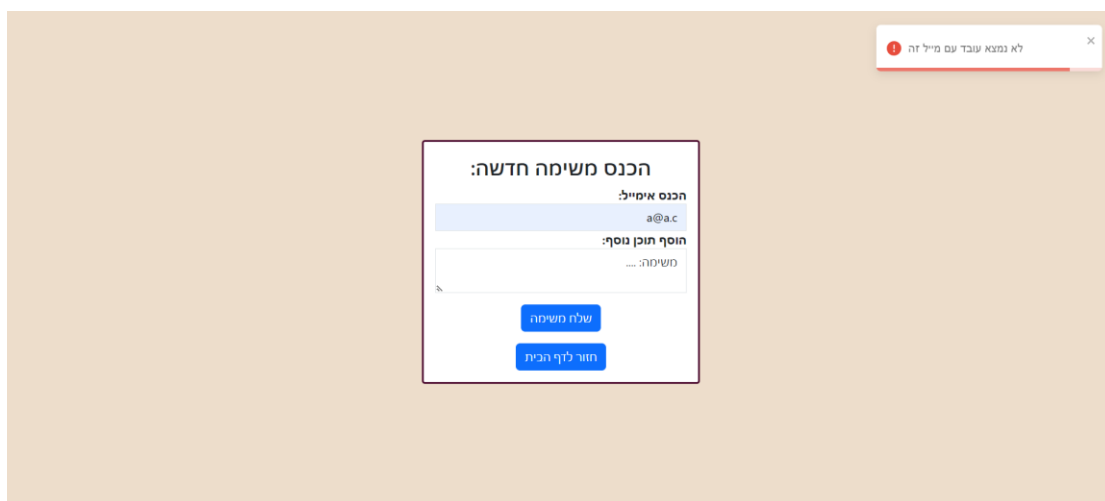 לא נמצא עובד עם מייל זה
הכנס משימה חדשה:
הכנס אימייל:
a@a.c
הוסף תוכן נוסף:
משימה: ....
שלח משימה
חזור לדף הבית